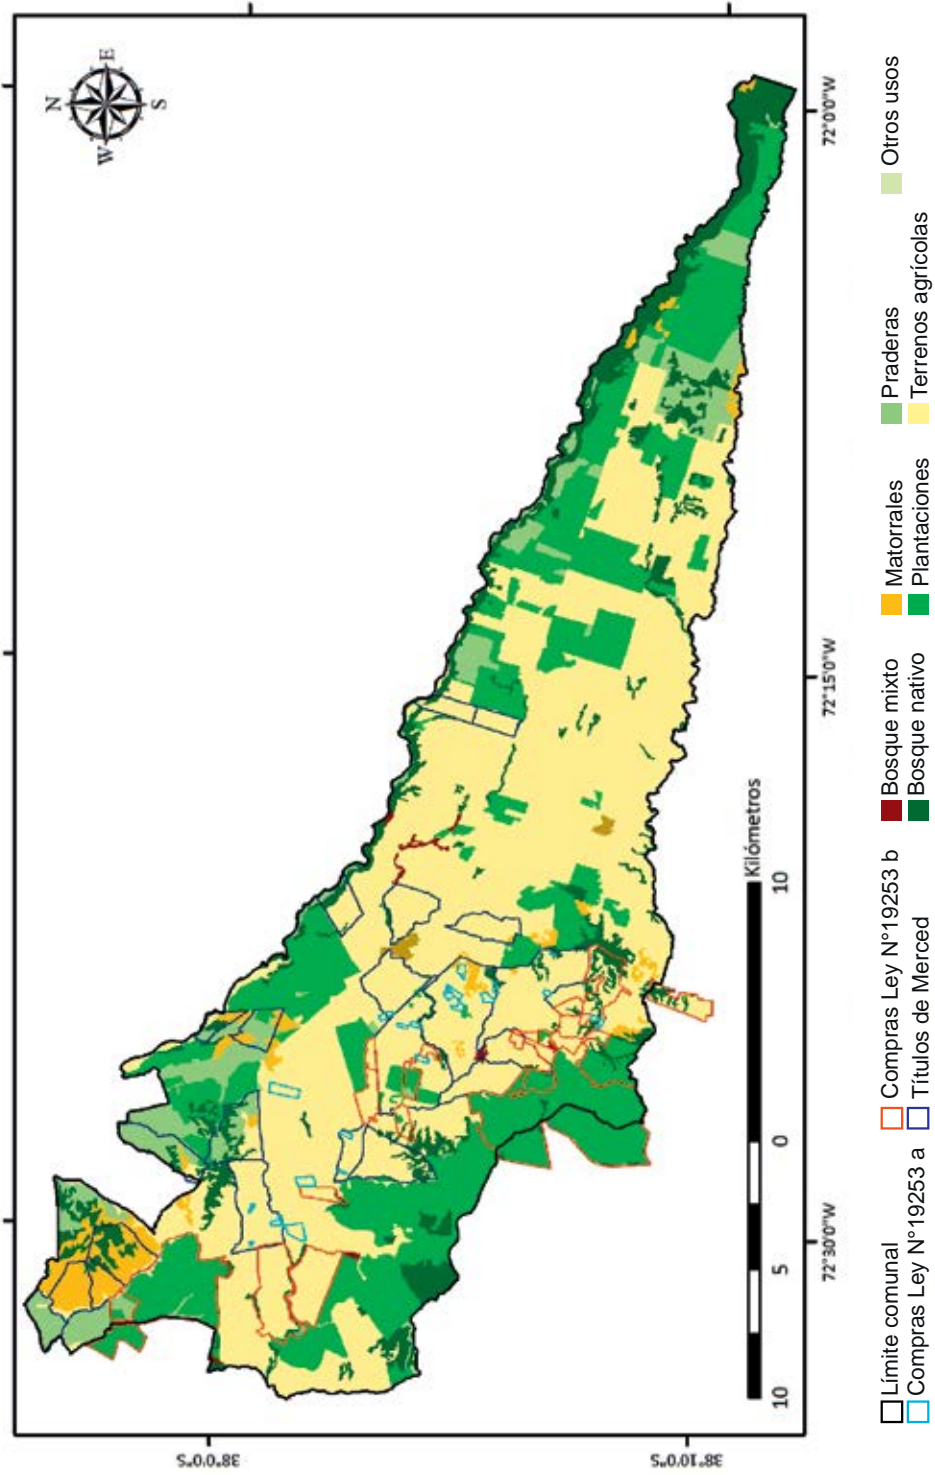 N
W
E
S
38°0'0"S
38°10'0"S
72°30'0"W
72°15'0"W
72°0'0"W
10
5
0
10
Kilómetros
Límite comunal
Compras Ley N°19253 a
Compras Ley N°19253 b
Títulos de Merced
Bosque mixto
Bosque nativo
Matorrales
Plantaciones
Praderas
Terrenos agrícolas
Otros usos